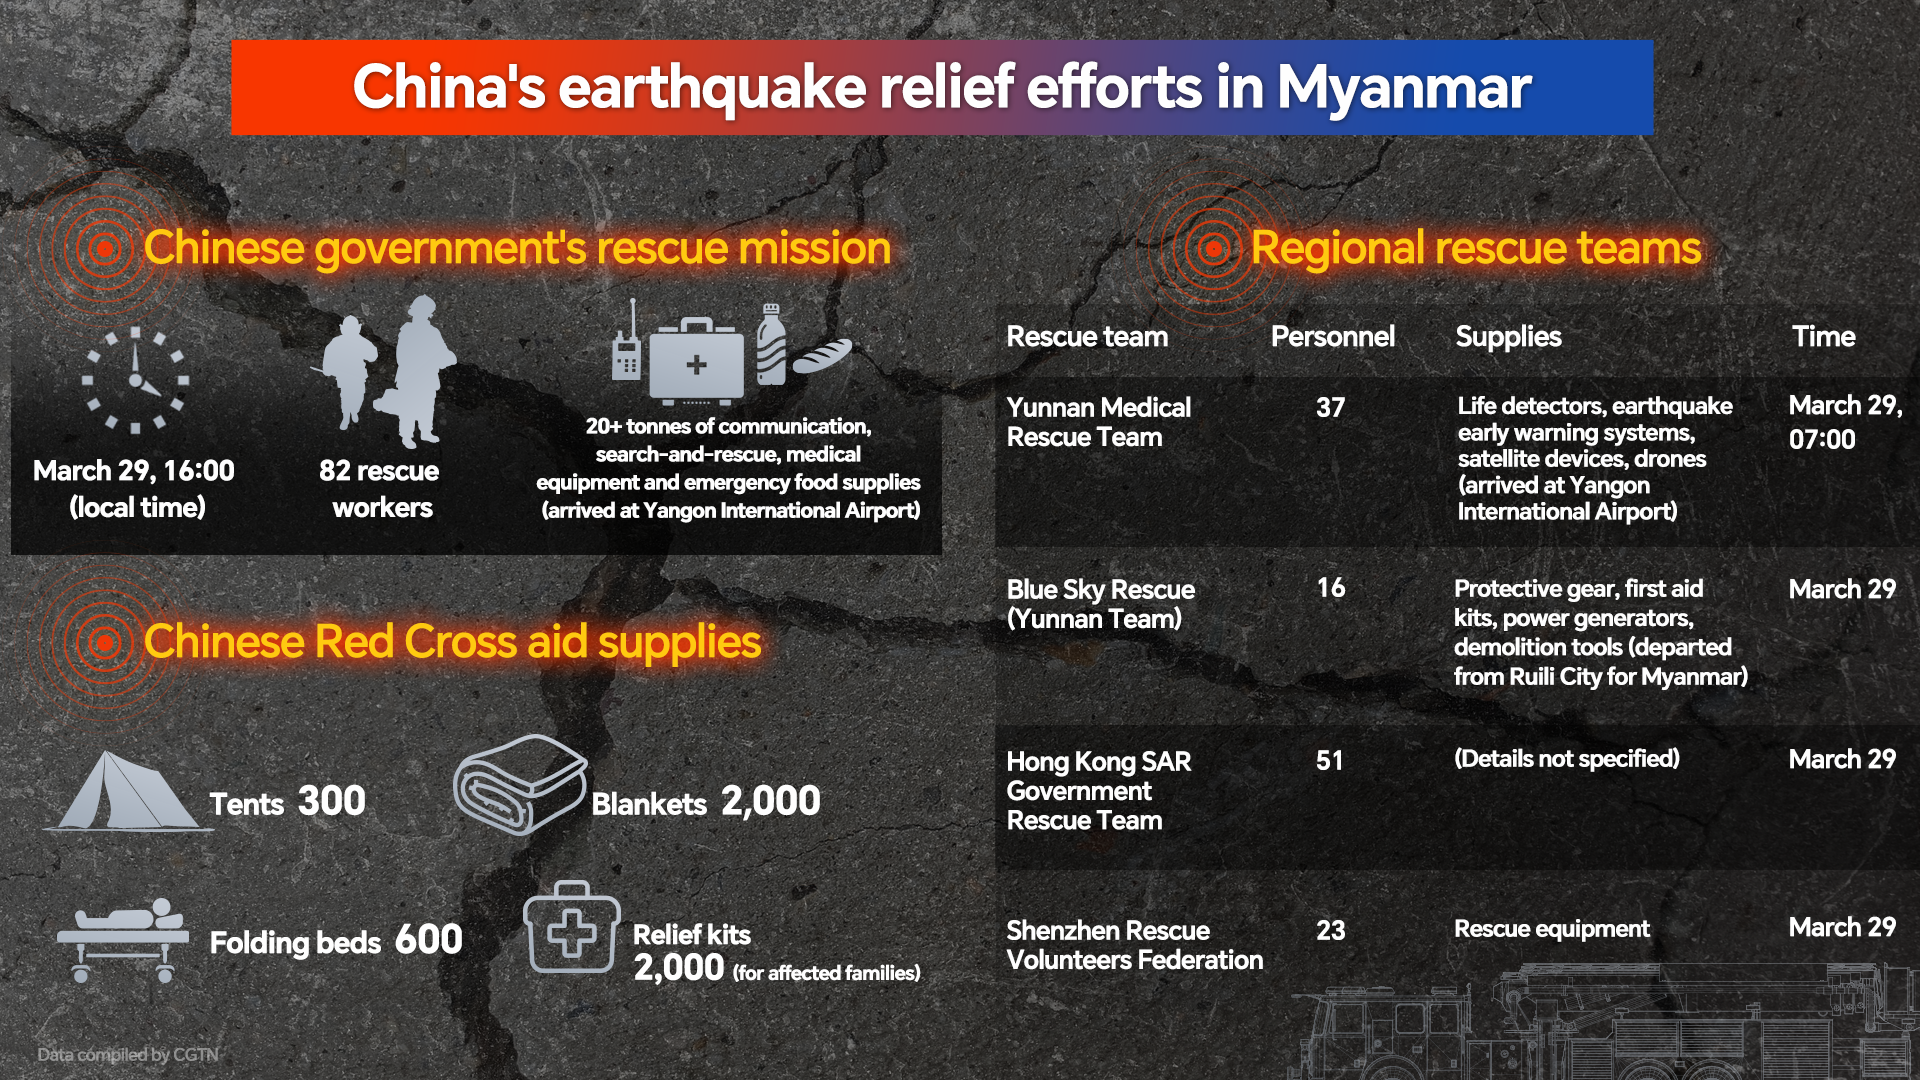 China's earthquake relief efforts in Myanmar
Chinese government's rescue mission
March 29, 16:00
(local time)
82 rescue
workers
20+ tonnes of communication,
search-and-rescue, medical
equipment and emergency food supplies
(arrived at Yangon International Airport)
Chinese Red Cross aid supplies
Tents 300
Blankets 2,000
Folding beds 600
Relief kits
2,000 (for affected families)
Regional rescue teams
Rescue team Personnel Supplies Time
Yunnan Medical
Rescue Team
37
Life detectors, earthquake
early warning systems,
satellite devices, drones
(arrived at Yangon
International Airport)
March 29,
07:00
Blue Sky Rescue
(Yunnan Team)
16
Protective gear, first aid
kits, power generators,
demolition tools (departed
from Ruili City for Myanmar)
March 29
Hong Kong SAR
Government
Rescue Team
51
(Details not specified)
March 29
Shenzhen Rescue
Volunteers Federation
23
Rescue equipment
March 29
Data compiled by CGTN